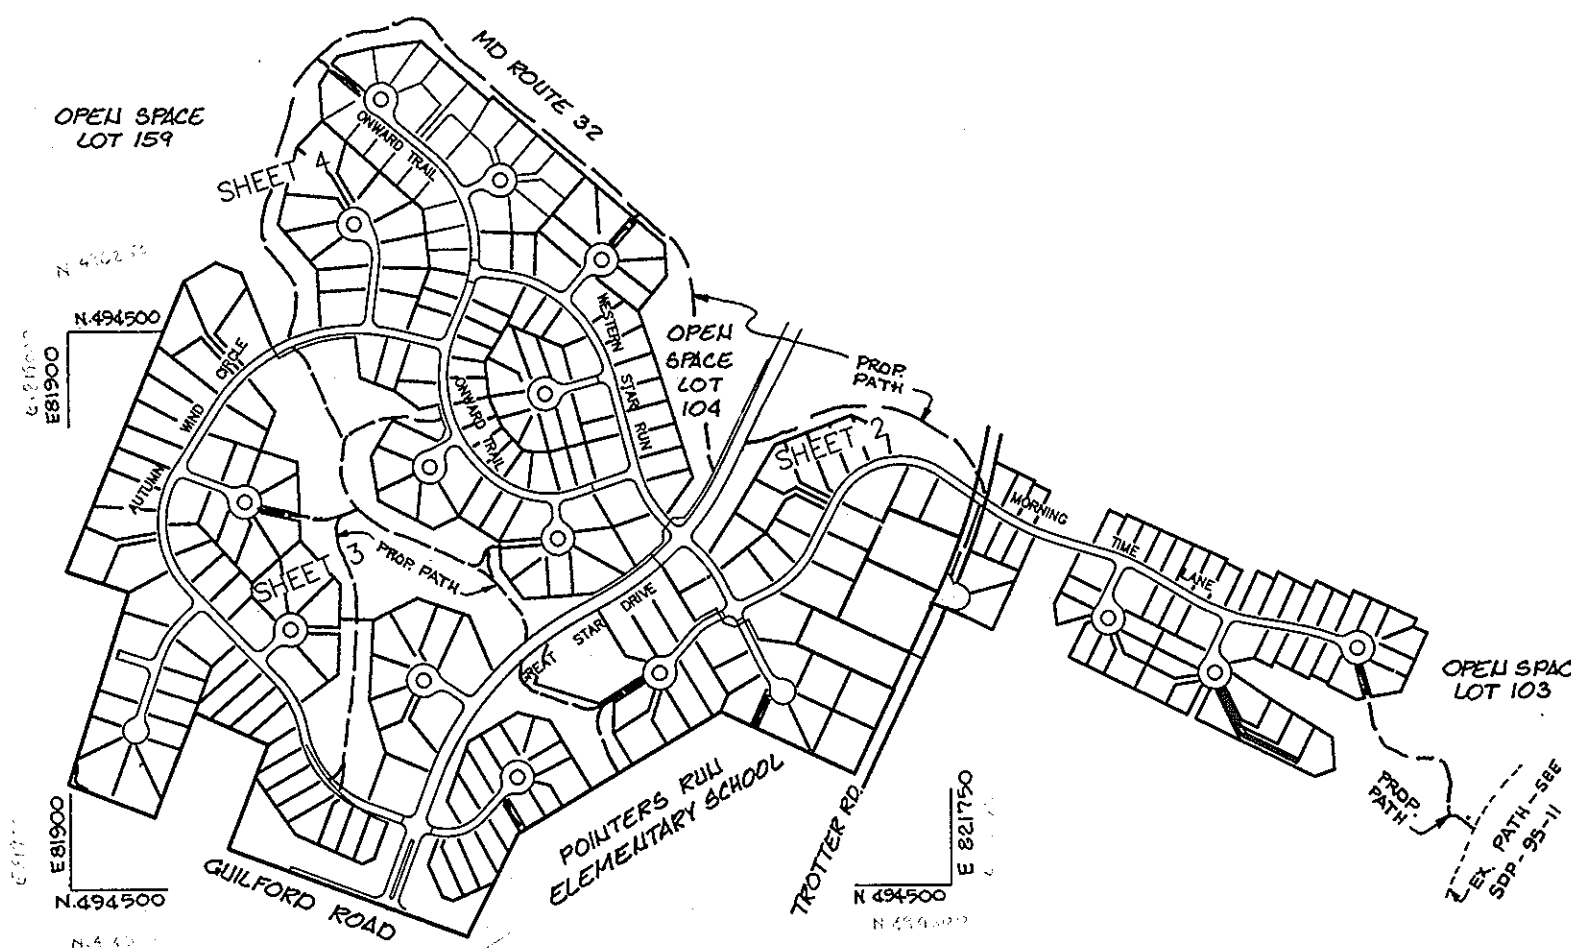 MD ROUTE 32
OPEN SPACE
LOT 159
ONWARD TRAIL
SHEET 4
N.494500
E81900
CIRCLE
WIND
AUTUMN
WESTERN
STAR
RUN
OPEN
SPACE
LOT
104
PROP.
PATH
ONWARD TRAIL
SHEET 2
MORNING
TIME
LANE
SHEET 3
PROP. PATH
GREAT STAR DRIVE
OPEN SPAC
LOT 103
POINTERS RUN
ELEMENTARY SCHOOL
TROTTER RD.
E 821750
N 494500
PROP.
PATH
EX. PATH - SEE
SDP - 95-11
E81900
N.494500
GUILFORD ROAD